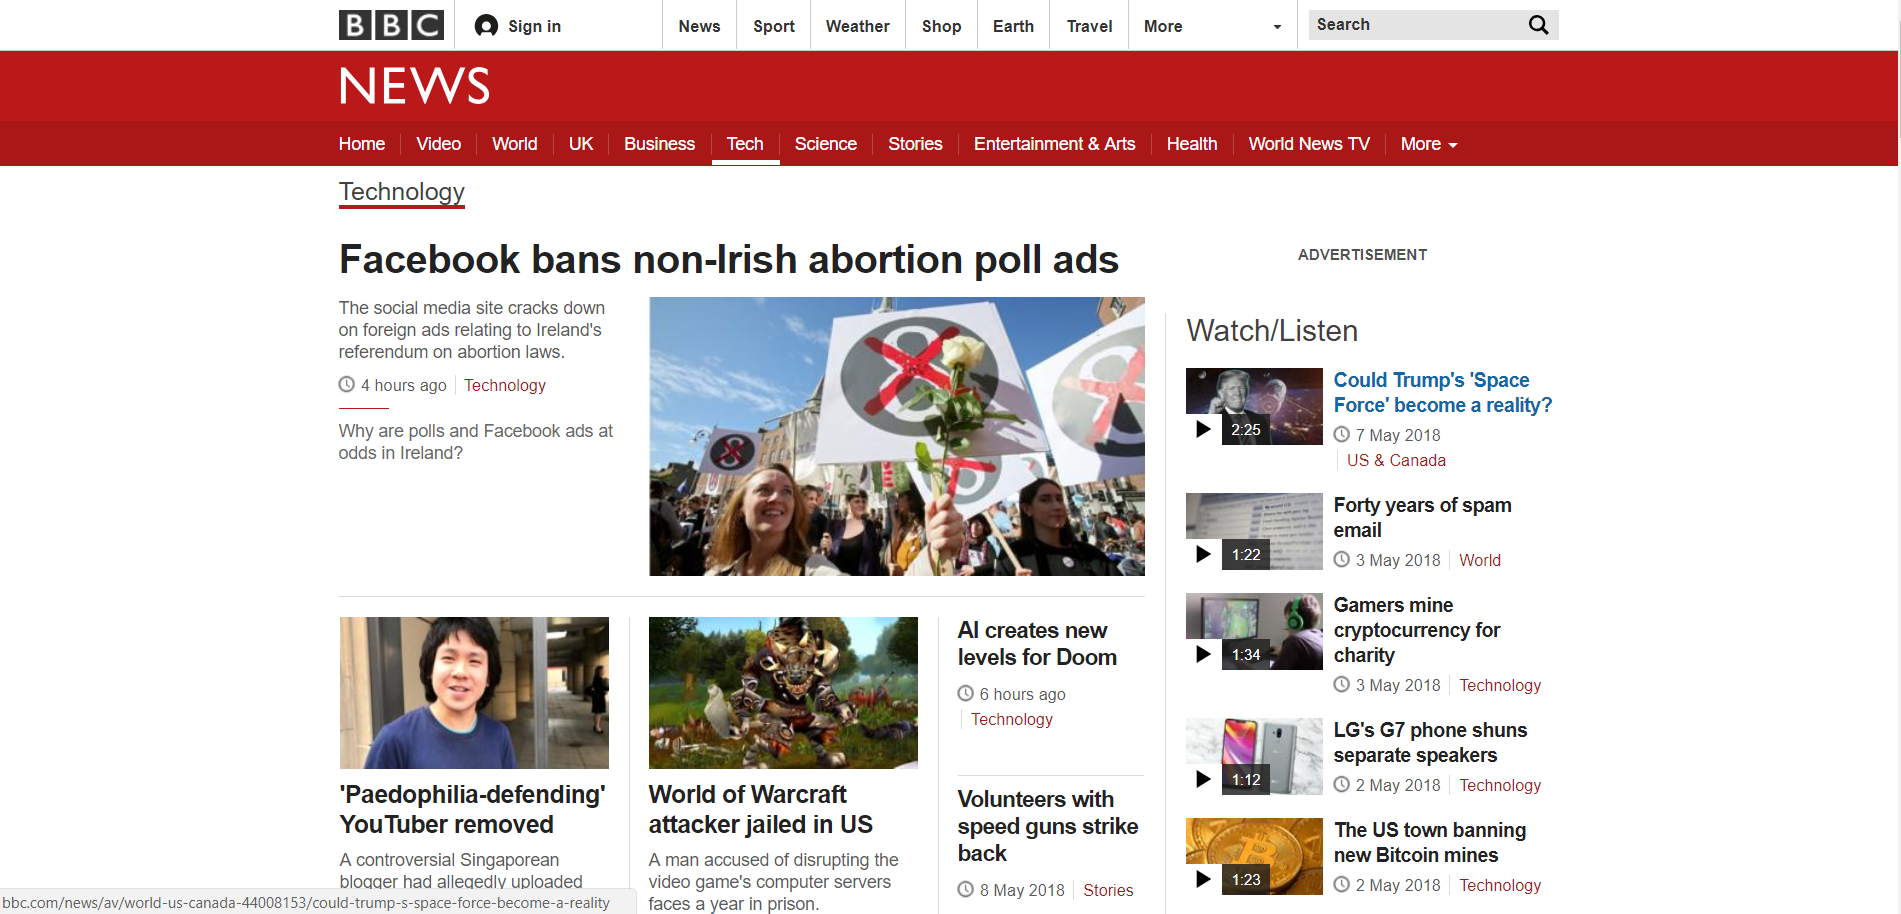 BBC
Sign in
News
Sport
Weather
Shop
Earth
Travel
More
Search
NEWS
Home
Video
World
UK
Business
Tech
Science
Stories
Entertainment & Arts
Health
World News TV
More
Technology
Facebook bans non-Irish abortion poll ads
The social media site cracks down
on foreign ads relating to Ireland's
referendum on abortion laws.
4 hours ago
Technology
Why are polls and Facebook ads at
odds in Ireland?
'Paedophilia-defending'
YouTuber removed
A controversial Singaporean
blogger had allegedly uploaded
World of Warcraft
attacker jailed in US
A man accused of disrupting the
video game's computer servers
faces a year in prison.
AI creates new
levels for Doom
6 hours ago
Technology
Volunteers with
speed guns strike
back
8 May 2018
Stories
ADVERTISEMENT
Watch/Listen
2:25
Could Trump's 'Space
Force' become a reality?
7 May 2018
US & Canada
1:22
Forty years of spam
email
3 May 2018
World
1:34
Gamers mine
cryptocurrency for
charity
3 May 2018
Technology
1:12
LG's G7 phone shuns
separate speakers
2 May 2018
Technology
1:23
The US town banning
new Bitcoin mines
2 May 2018
Technology
bbc.com/news/av/world-us-canada-44008153/could-trump-s-space-force-become-a-reality